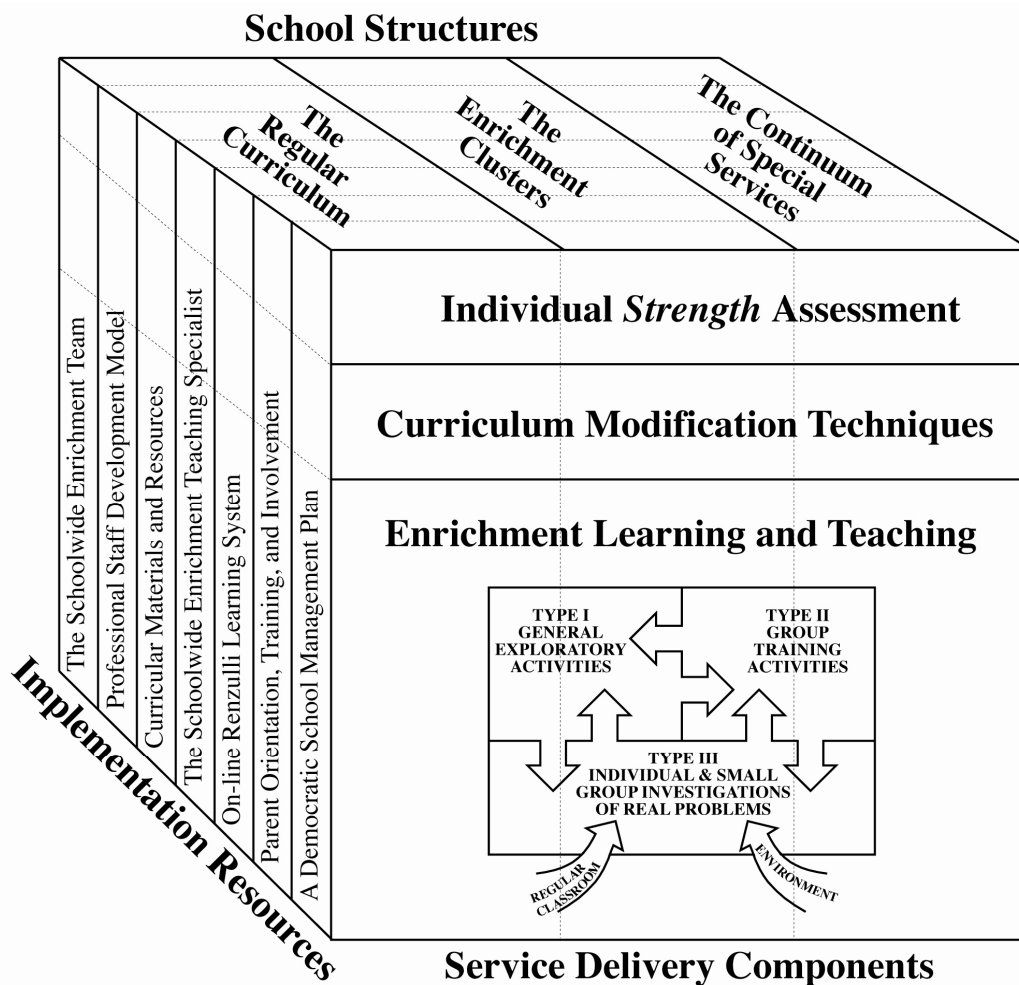 School Structures
The
Regular
Curriculum
The
Enrichment
Clusters
The Continuum
of Special
Services
The Schoolwide Enrichment Team
Professional Staff Development Model
Curricular Materials and Resources
The Schoolwide Enrichment Teaching Specialist
On-line Renzulli Learning System
Parent Orientation, Training, and Involvement
A Democratic School Management Plan
Implementation Resources
Individual Strength Assessment
Curriculum Modification Techniques
Enrichment Learning and Teaching
TYPE I
GENERAL
EXPLORATORY
ACTIVITIES
TYPE II
GROUP
TRAINING
ACTIVITIES
TYPE III
INDIVIDUAL & SMALL
GROUP INVESTIGATIONS
OF REAL PROBLEMS
REGULAR
CLASSROOM
ENVIRONMENT
Service Delivery Components